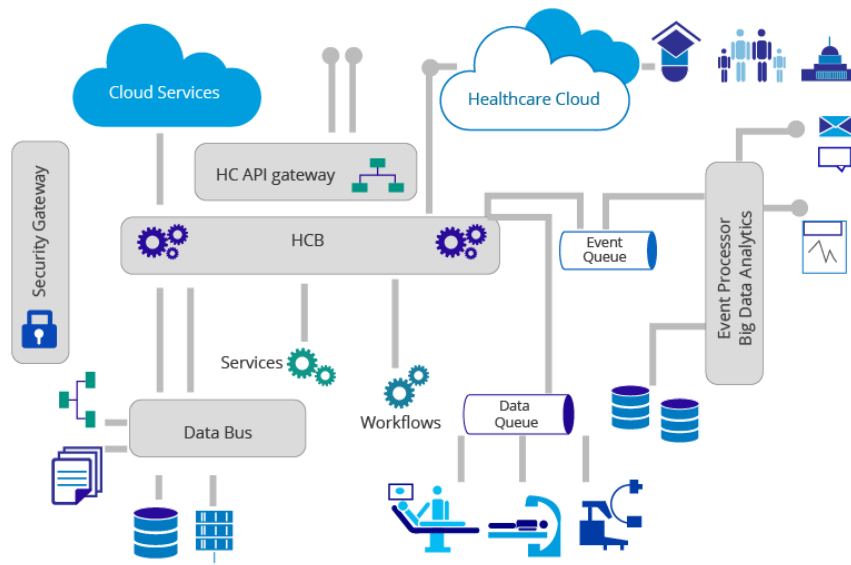 Cloud Services
Healthcare Cloud
HC API gateway
Security Gateway
HCB
Event
Queue
Event Processor
Big Data Analytics
Services
Workflows
Data
Queue
Data Bus